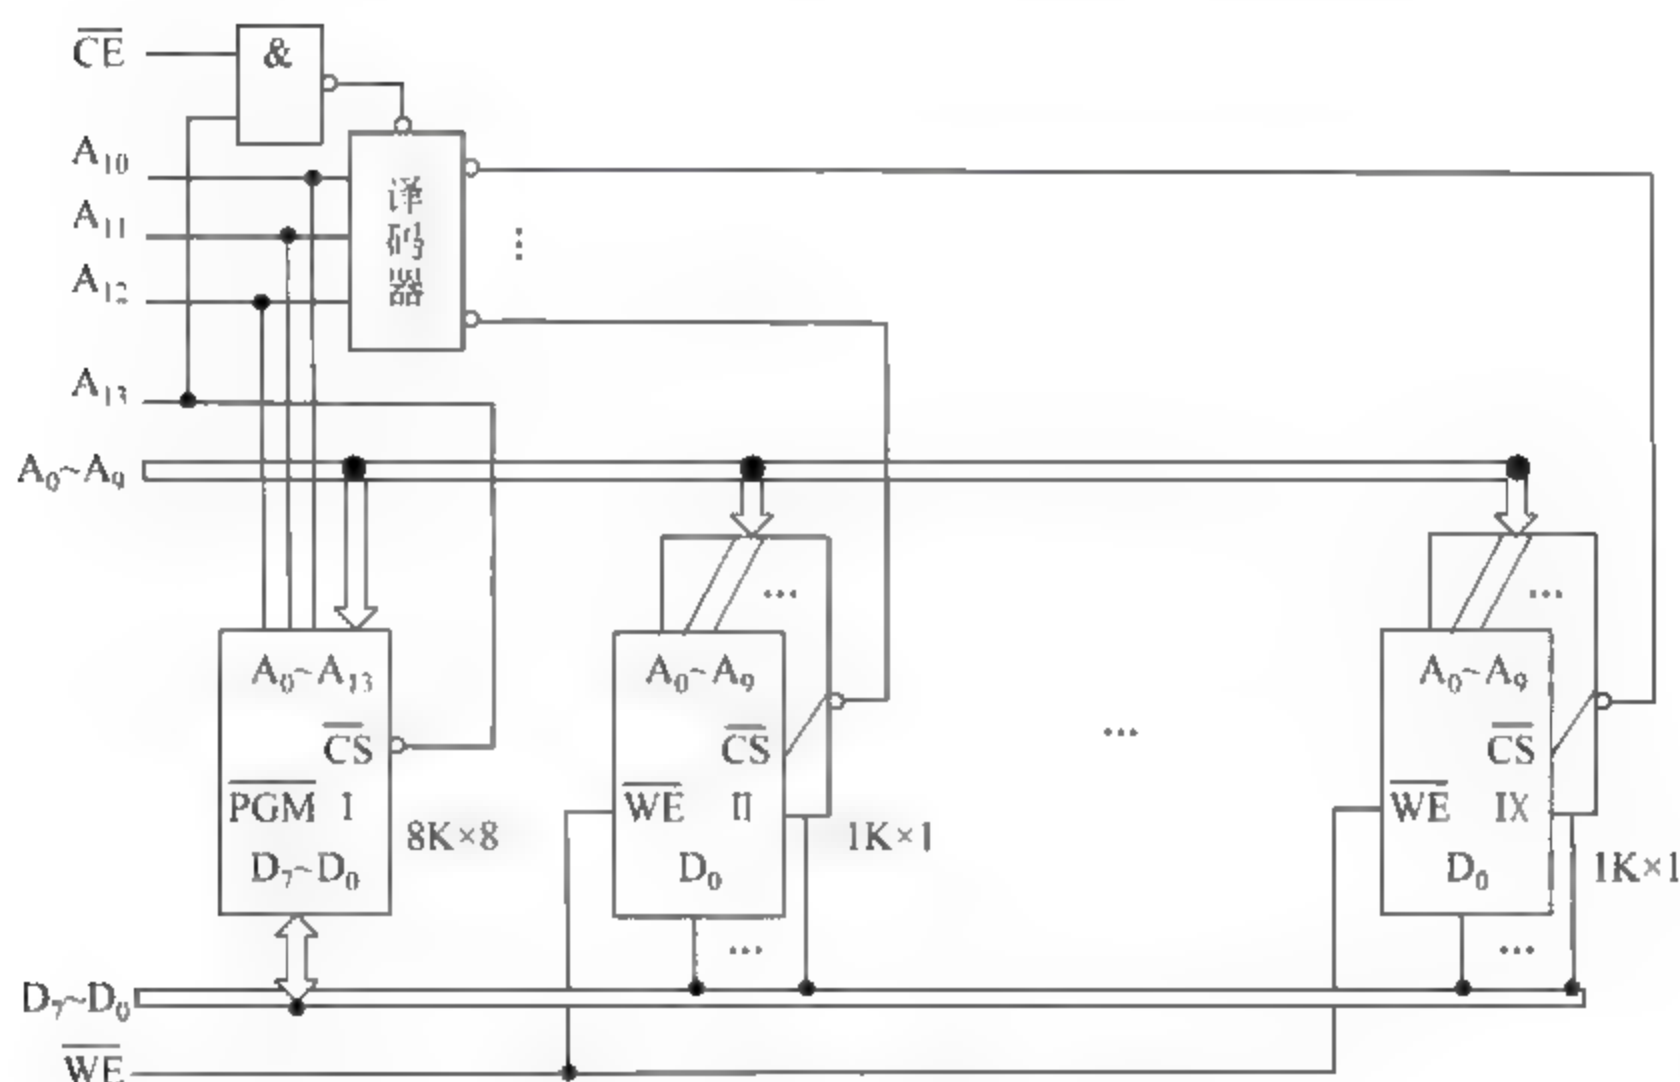 CE
&
A10
A11
A12
A13
译码器
A0~A9
A0~A13
CS
PGM I
D7~D0
8K×8
A0~A9
CS
WE II
D0
1K×1
A0~A9
CS
WE IX
D0
1K×1
D7~D0
WE